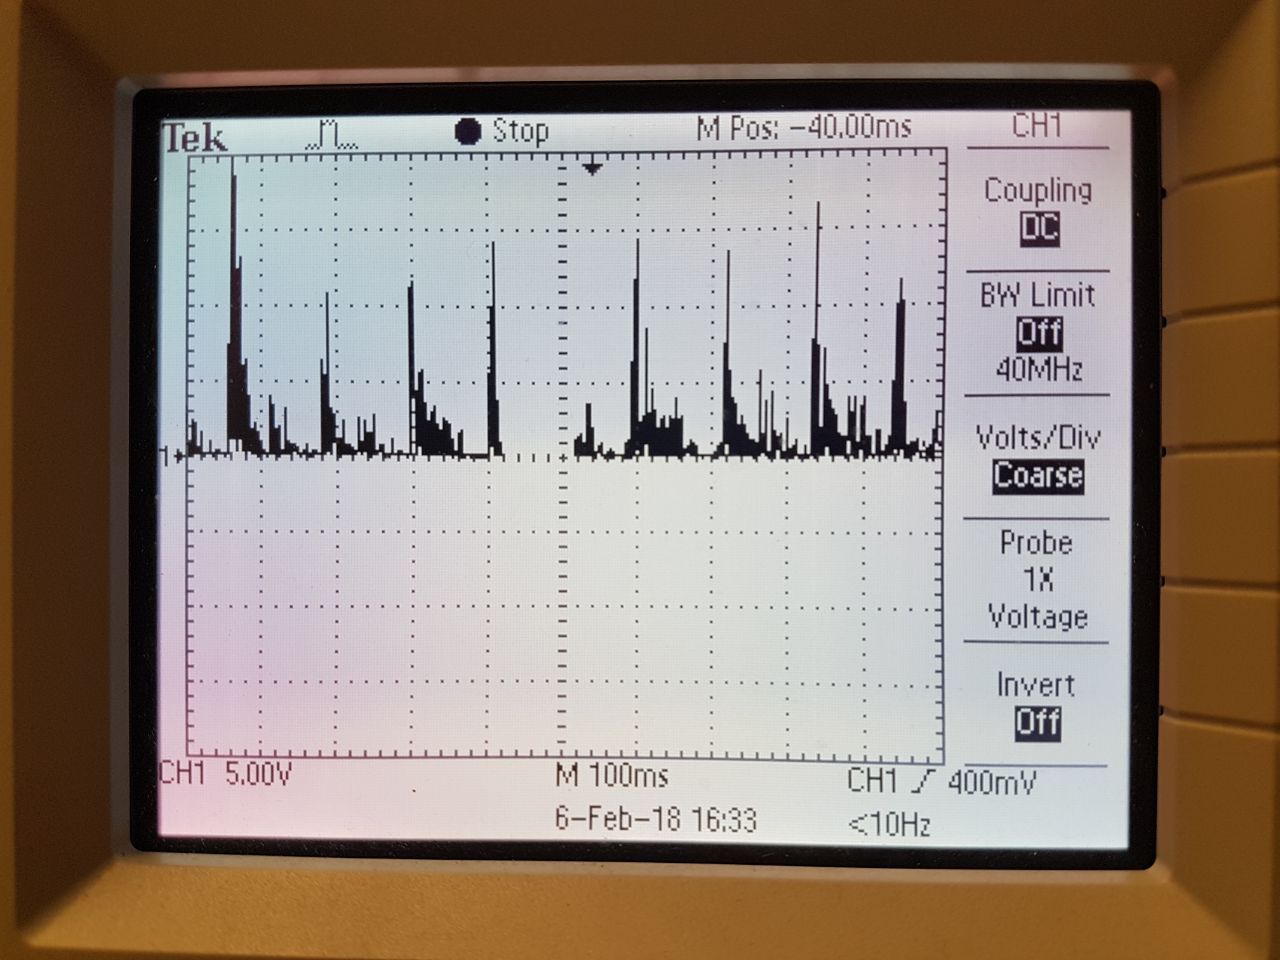 Tek Stop M Pos: -40.00ms CH1
Coupling
DC
BW Limit
Off
40MHz
Volts/Div
Coarse
Probe
1X
Voltage
Invert
Off
1
CH1 5.00V M 100ms CH1 400mV
6-Feb-18 16:33 <10Hz